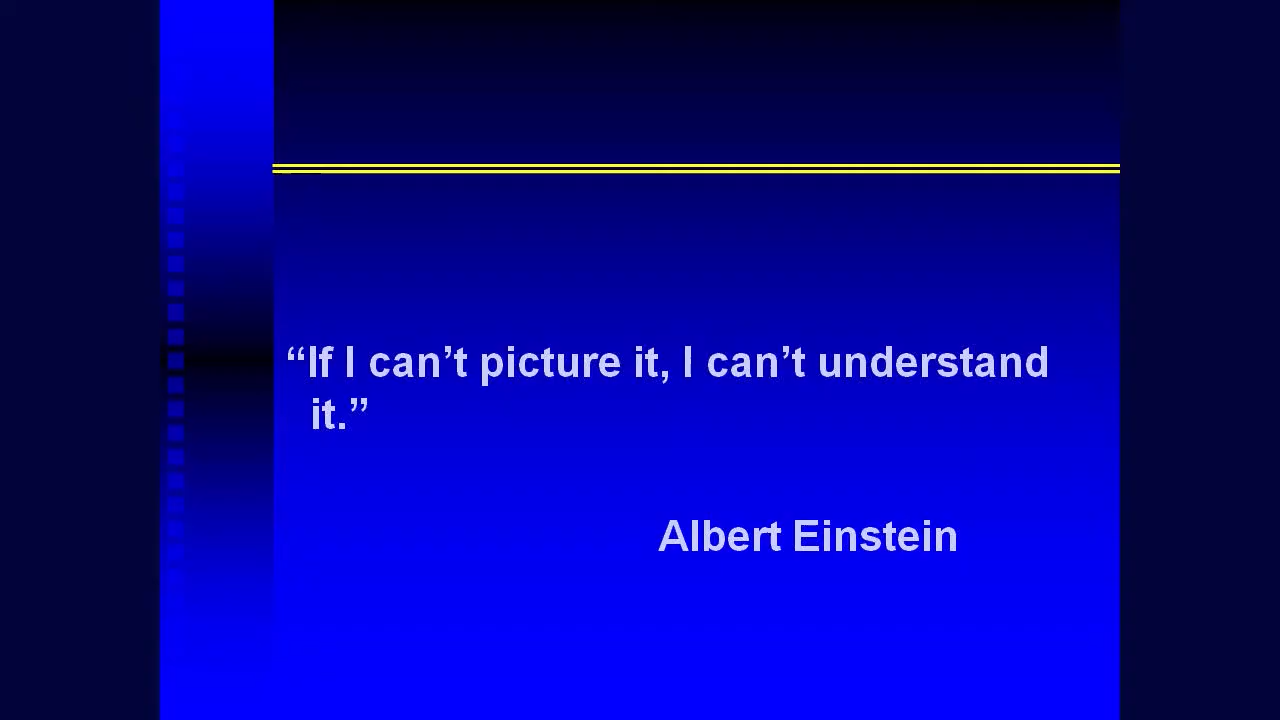 “If I can’t picture it, I can’t understand
it.”
Albert Einstein